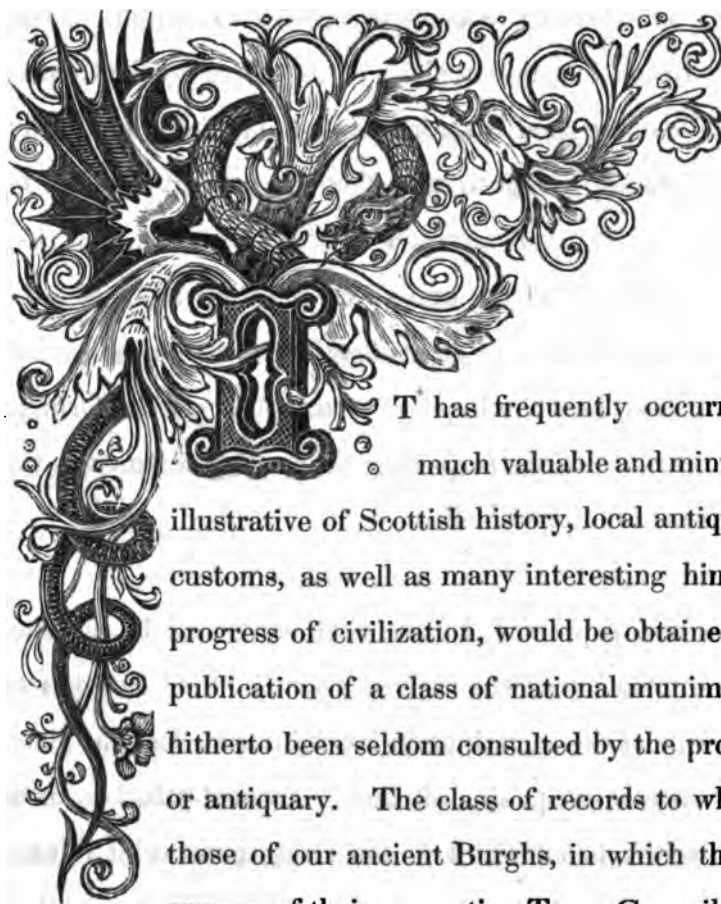 IT has frequently occurr
much valuable and min
illustrative of Scottish history, local antiq
customs, as well as many interesting hin
progress of civilization, would be obtaine
publication of a class of national munim
hitherto been seldom consulted by the pro
or antiquary. The class of records to wh
those of our ancient Burghs, in which th